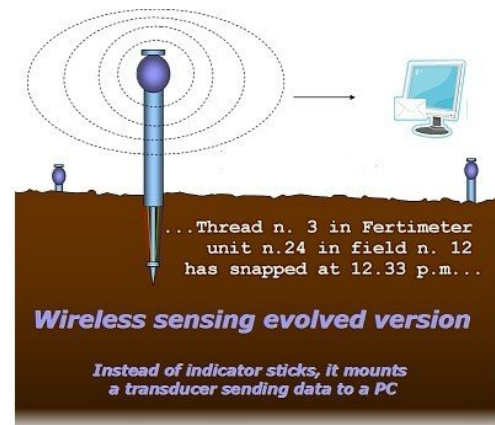 ...Thread n. 3 in Fertimeter
unit n.24 in field n. 12
has snapped at 12.33 p.m...
Wireless sensing evolved version
Instead of indicator sticks, it mounts
a transducer sending data to a PC